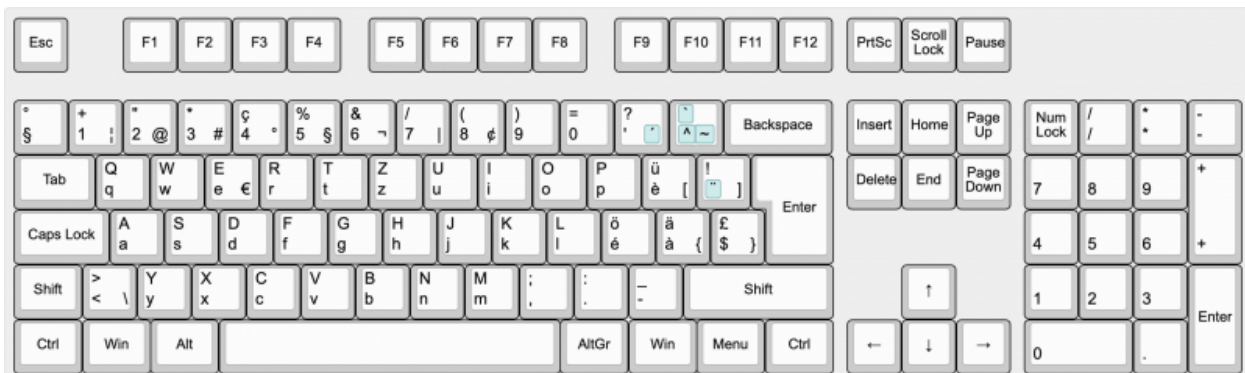 Esc F1 F2 F3 F4 F5 F6 F7 F8 F9 F10 F11 F12 PrtSc Scroll Lock Pause
° + " * ç % & / ( ) = ? ` / * -
§ 1 ¦ 2 @ 3 # 4 ° 5 § 6 ¬ 7 | 8 ¢ 9 0 ' ´ ^ ~ Backspace Insert Home Page Up Num Lock / * -
Tab Q W E R T Z U I O P ü ! Delete End Page Down +
q w e € r t z u i o p è [ ¨ ] Enter 7 8 9
Caps Lock A S D F G H J K L ö ä £
a s d f g h j k l é à { $ } 4 5 6 +
Shift > Y X C V B N M ; : _ Shift ↑
< \ y x c v b n m , . - 1 2 3 Enter
Ctrl Win Alt AltGr Win Menu Ctrl ← ↓ → 0 .